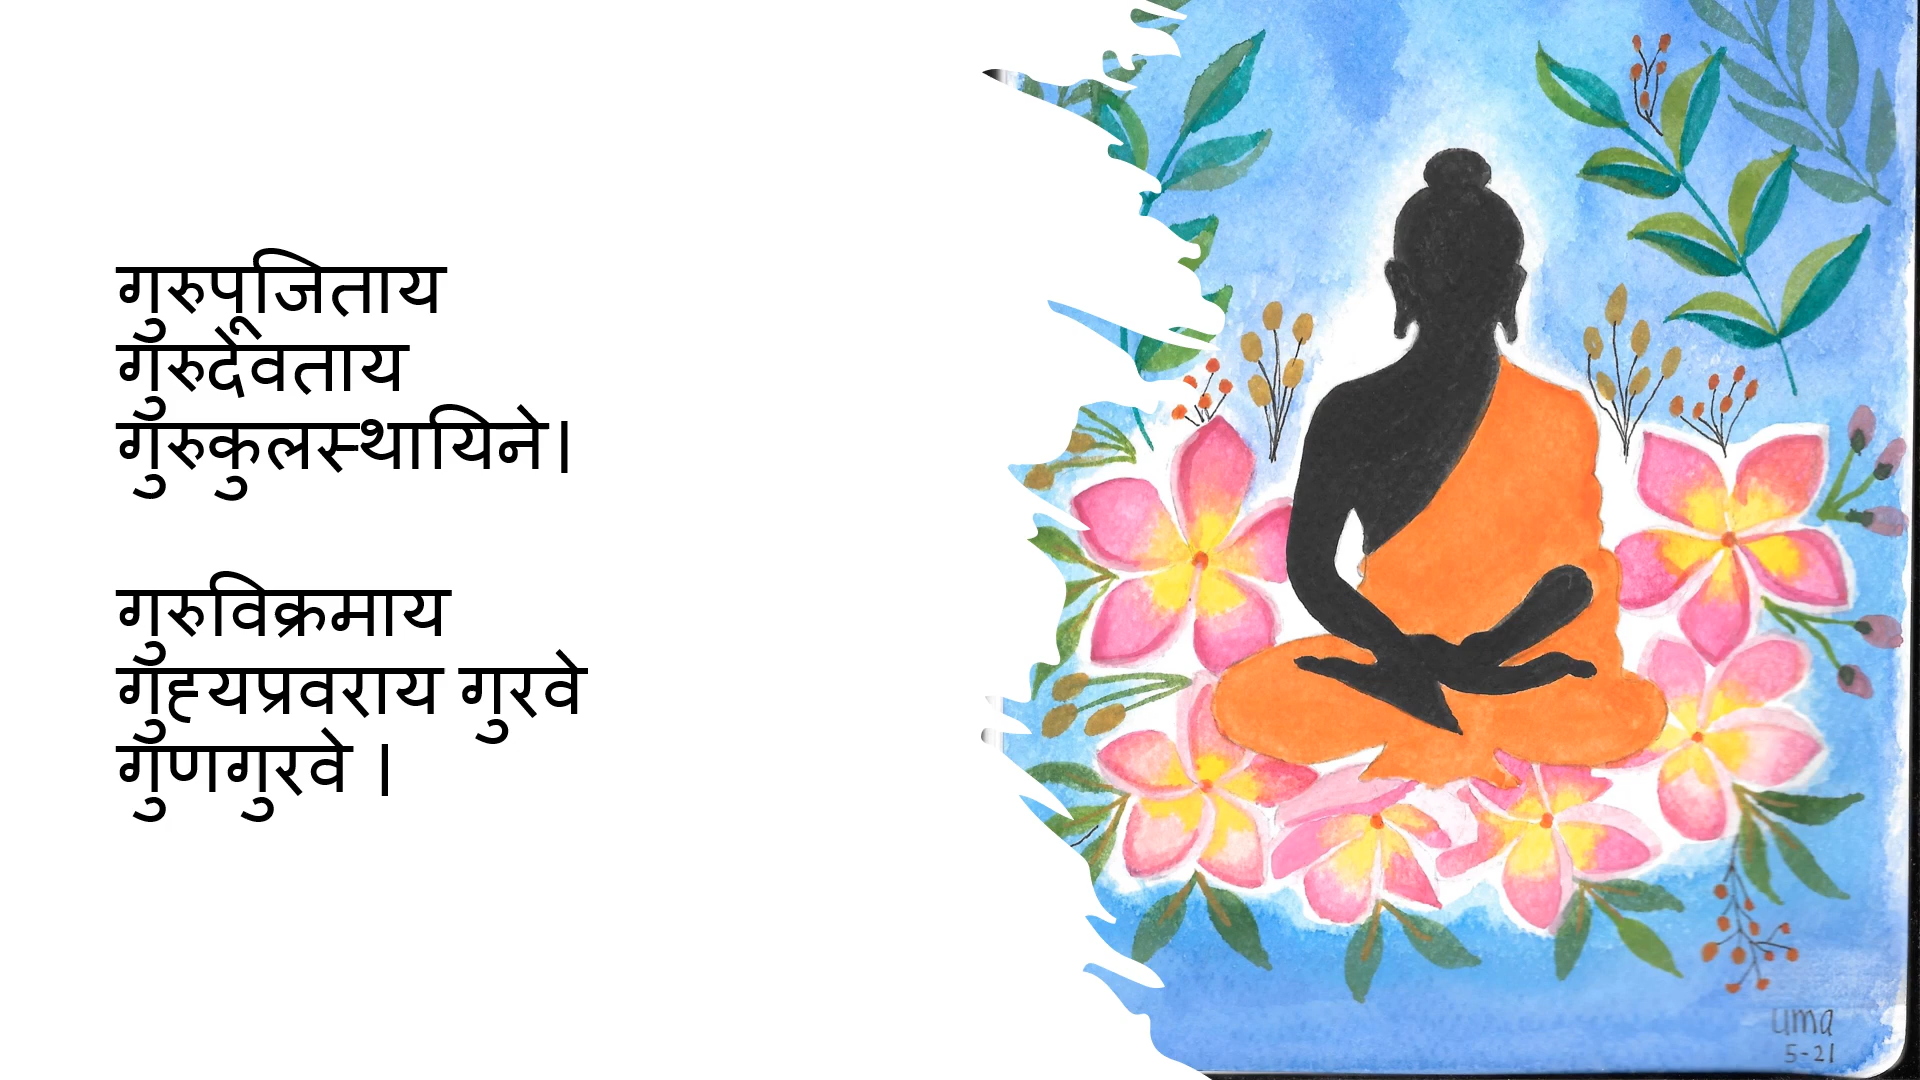 गुरुपूजिताय
गुरुदेवताय
गुरुकुलस्थायिने।
गुरुविक्रमाय
गुह्यप्रवराय गुरवे
गुणगुरवे ।
uma
5-21